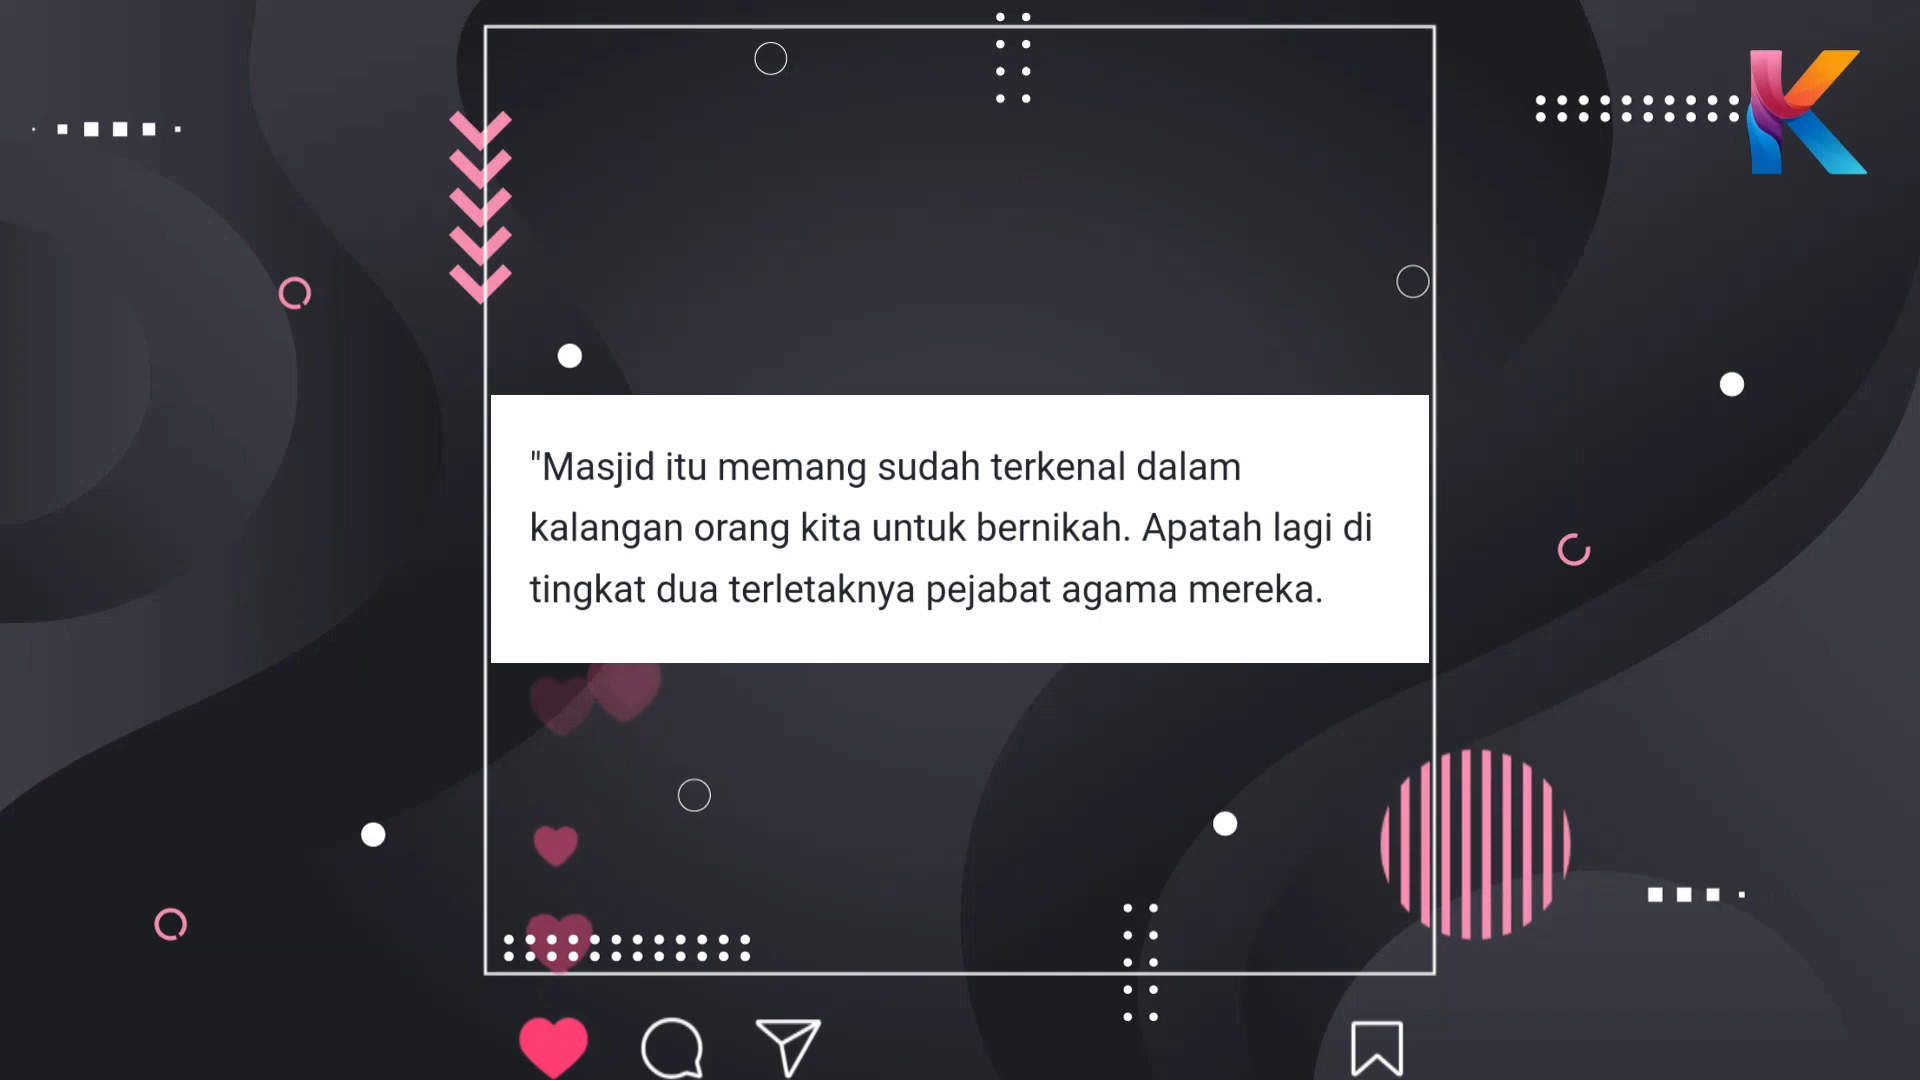 "Masjid itu memang sudah terkenal dalam
kalangan orang kita untuk bernikah. Apatah lagi di
tingkat dua terletaknya pejabat agama mereka.
K